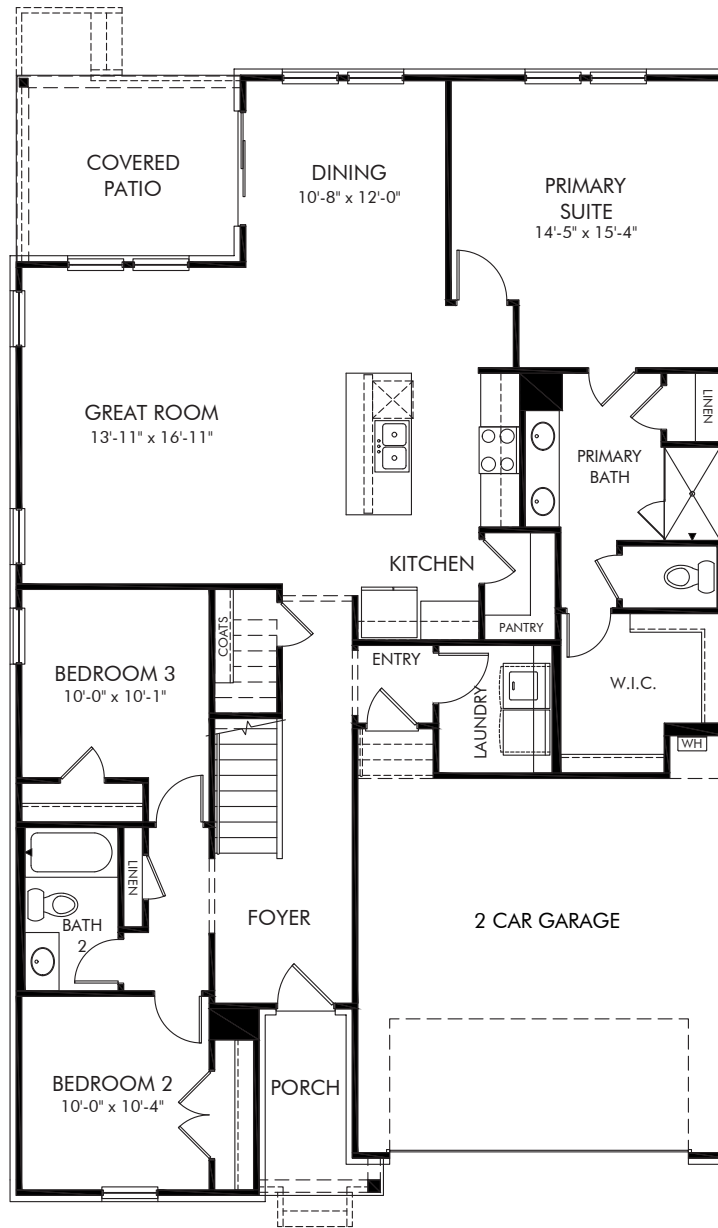 COVERED
PATIO
DINING
10'-8" x 12'-0"
PRIMARY
SUITE
14'-5" x 15'-4"
GREAT ROOM
13'-11" x 16'-11"
LINEN
PRIMARY
BATH
KITCHEN
PANTRY
COATS
ENTRY
LAUNDRY
W.I.C.
WH
BEDROOM 3
10'-0" x 10'-1"
LINEN
BATH
2
FOYER
2 CAR GARAGE
BEDROOM 2
10'-0" x 10'-4"
PORCH